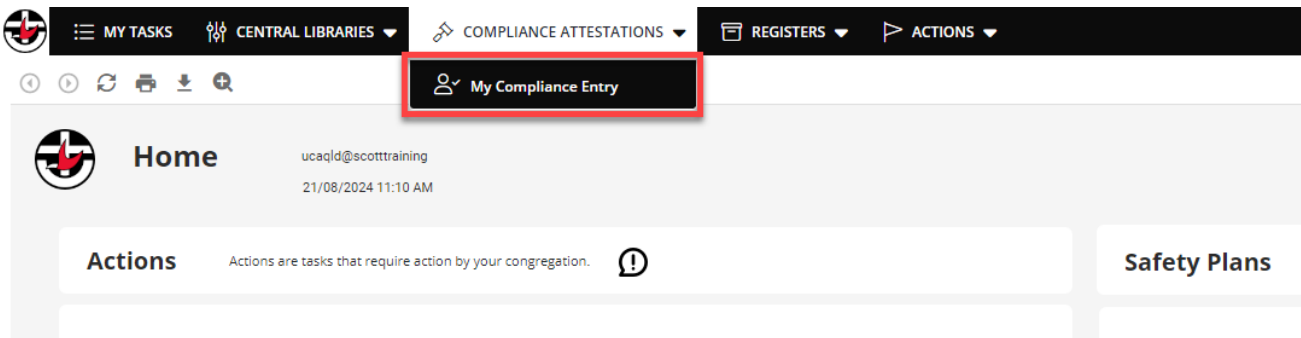 MY TASKS CENTRAL LIBRARIES COMPLIANCE ATTESTATIONS REGISTERS ACTIONS
My Compliance Entry
Home ucaqld@scotttraining
21/08/2024 11:10 AM
Actions Actions are tasks that require action by your congregation. Safety Plans